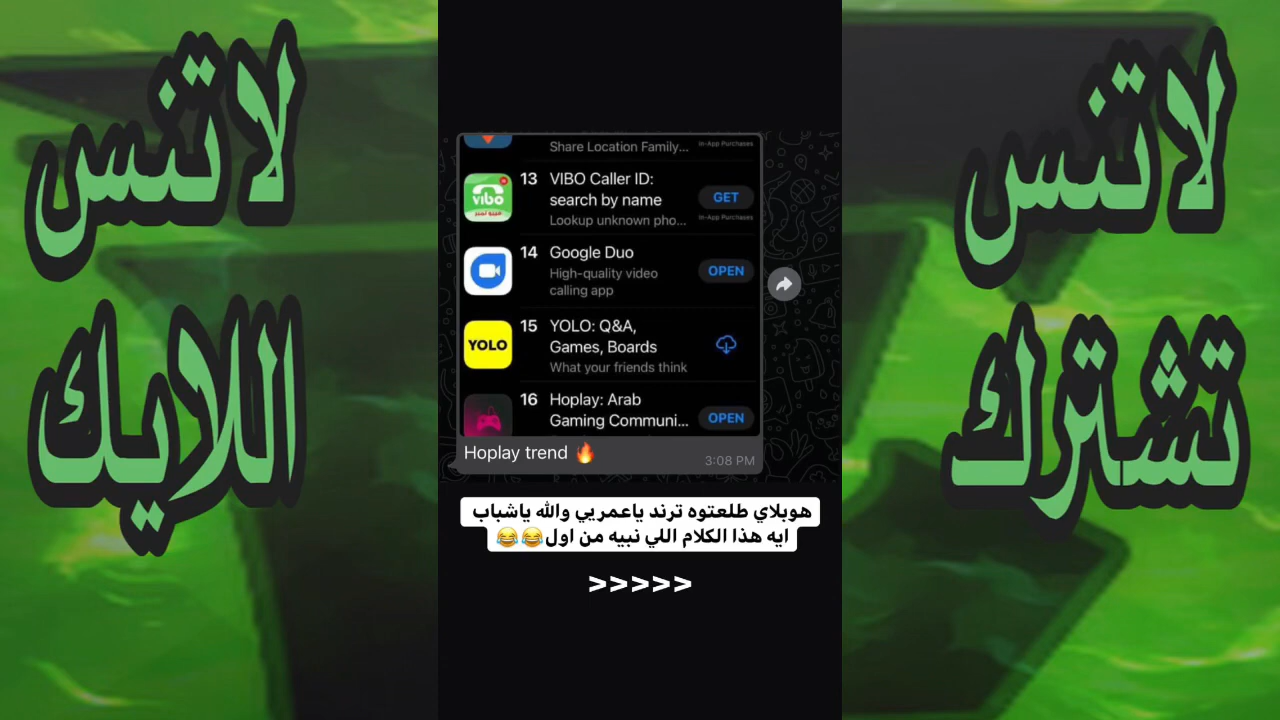 لا تنس
اللايك
Share Location Family...
In-App Purchases
vibo
13 VIBO Caller ID:
search by name
Lookup unknown pho...
GET
In-App Purchases
14 Google Duo
High-quality video
calling app
OPEN
YOLO
15 YOLO: Q&A,
Games, Boards
What your friends think
16 Hoplay: Arab
Gaming Communi...
OPEN
Hoplay trend 🔥
3:08 PM
هوبلاي طلعتوه ترند ياعمريي والله ياشباب
ايه هذا الكلام اللي نبيه من اول😂😂
>>>>>
لا تنس
تشترك